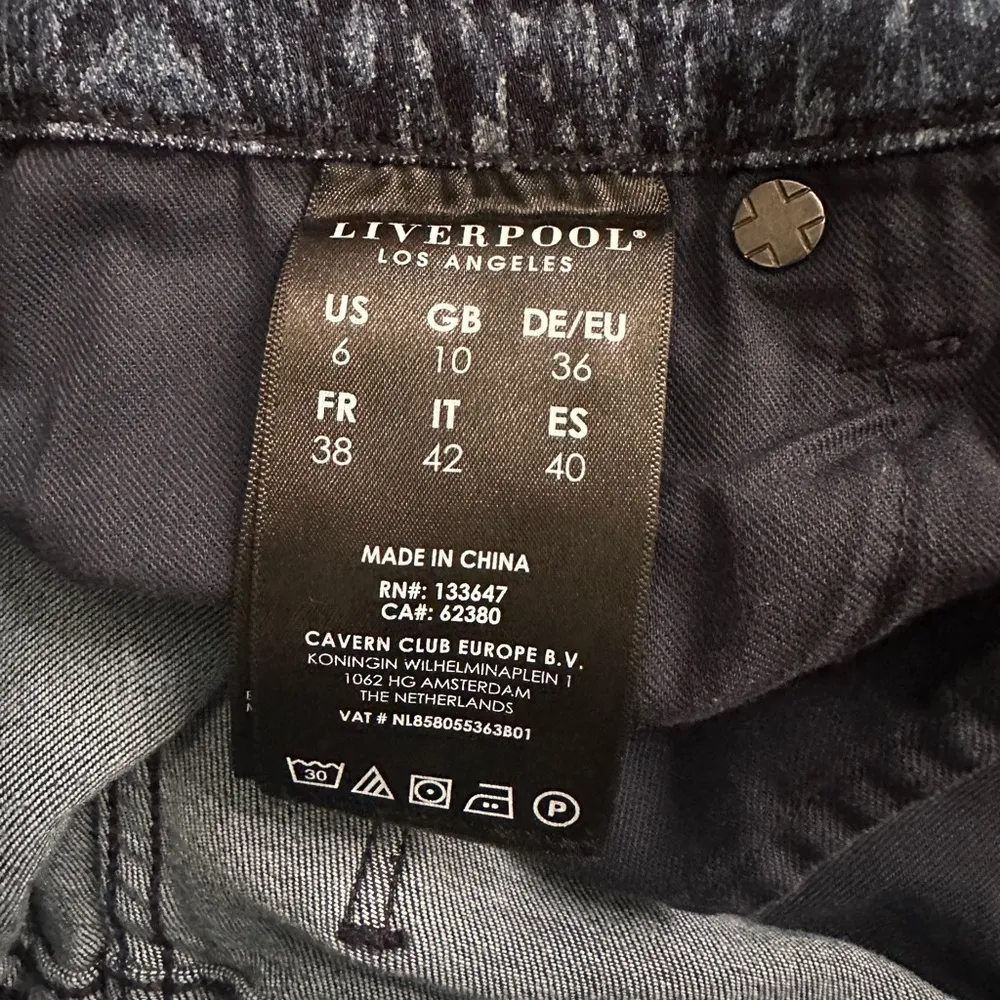 LIVERPOOL®
LOS ANGELES
US GB DE/EU
6 10 36
FR IT ES
38 42 40
MADE IN CHINA
RN#: 133647
CA#: 62380
CAVERN CLUB EUROPE B.V.
KONINGIN WILHELMINAPLEIN 1
1062 HG AMSTERDAM
THE NETHERLANDS
VAT # NL858055363B01
30 P